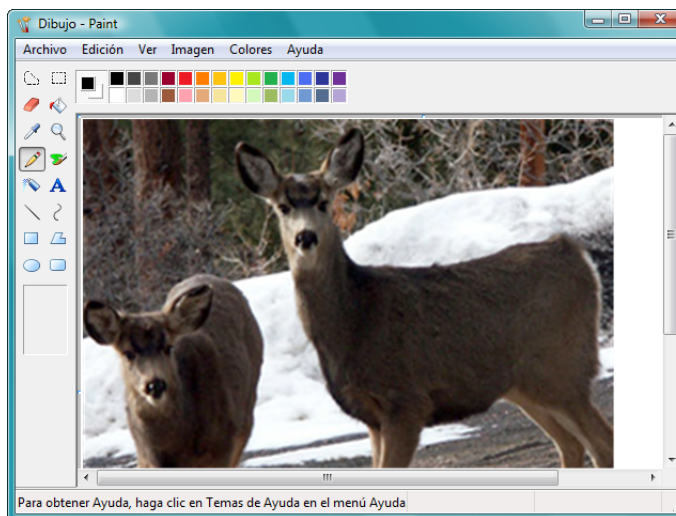 Dibujo - Paint
Archivo Edición Ver Imagen Colores Ayuda
A
Para obtener Ayuda, haga clic en Temas de Ayuda en el menú Ayuda